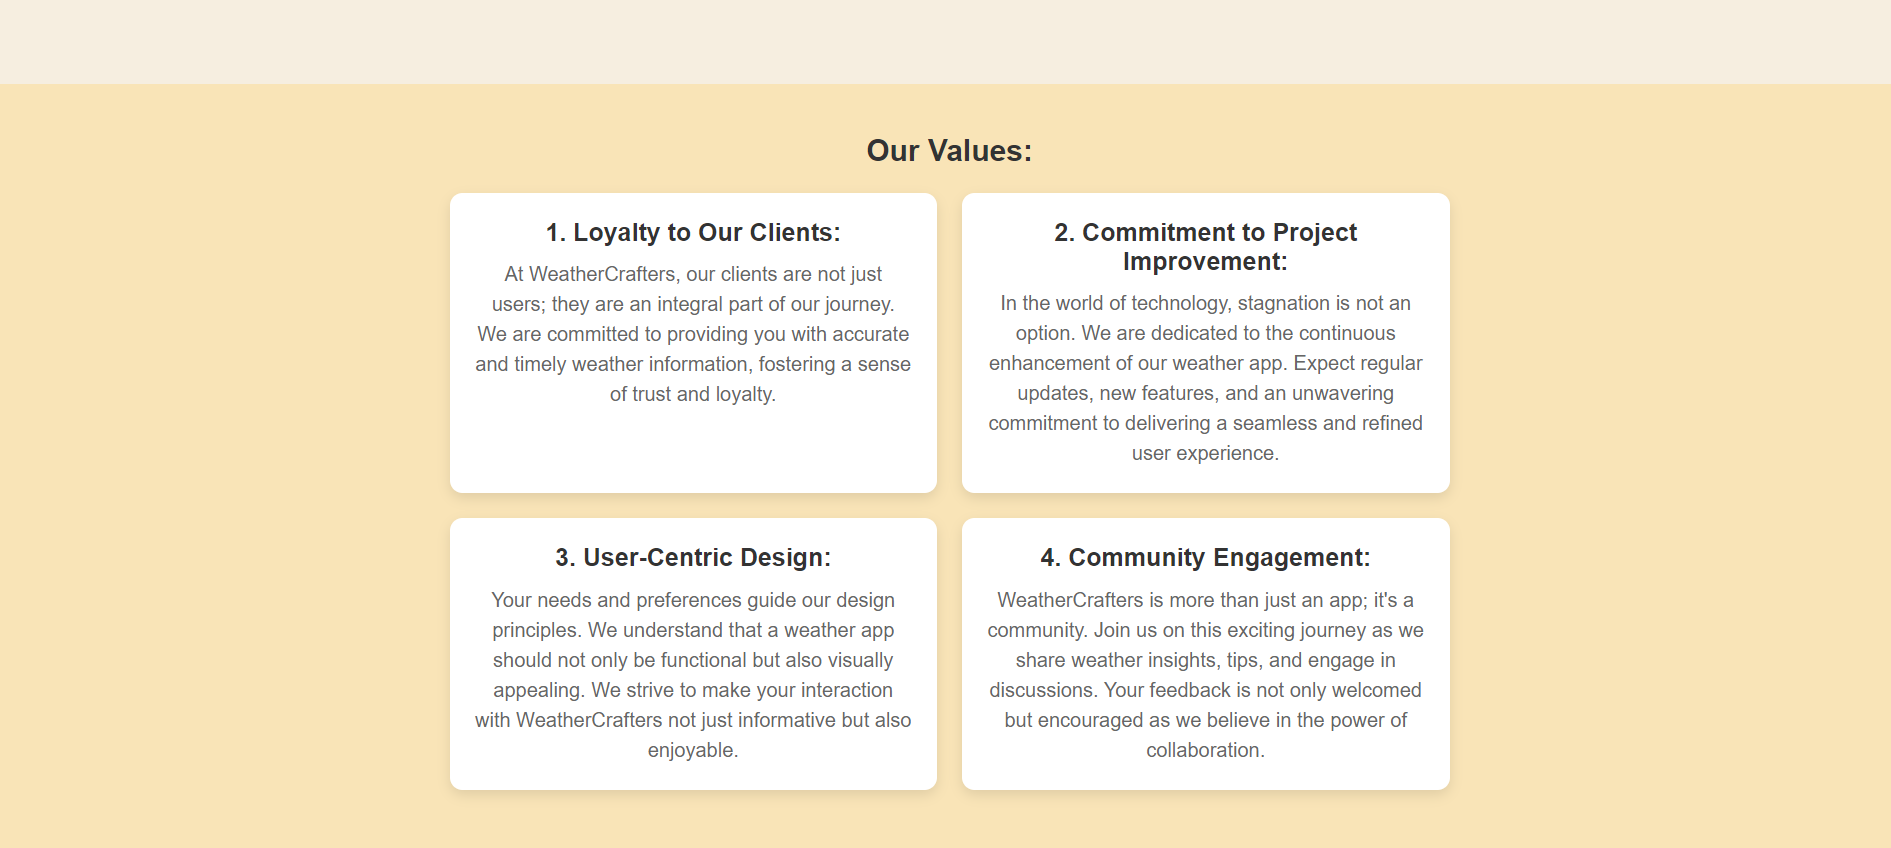 Our Values:
1. Loyalty to Our Clients:
At WeatherCrafters, our clients are not just
users; they are an integral part of our journey.
We are committed to providing you with accurate
and timely weather information, fostering a sense
of trust and loyalty.
2. Commitment to Project
Improvement:
In the world of technology, stagnation is not an
option. We are dedicated to the continuous
enhancement of our weather app. Expect regular
updates, new features, and an unwavering
commitment to delivering a seamless and refined
user experience.
3. User-Centric Design:
Your needs and preferences guide our design
principles. We understand that a weather app
should not only be functional but also visually
appealing. We strive to make your interaction
with WeatherCrafters not just informative but also
enjoyable.
4. Community Engagement:
WeatherCrafters is more than just an app; it's a
community. Join us on this exciting journey as we
share weather insights, tips, and engage in
discussions. Your feedback is not only welcomed
but encouraged as we believe in the power of
collaboration.